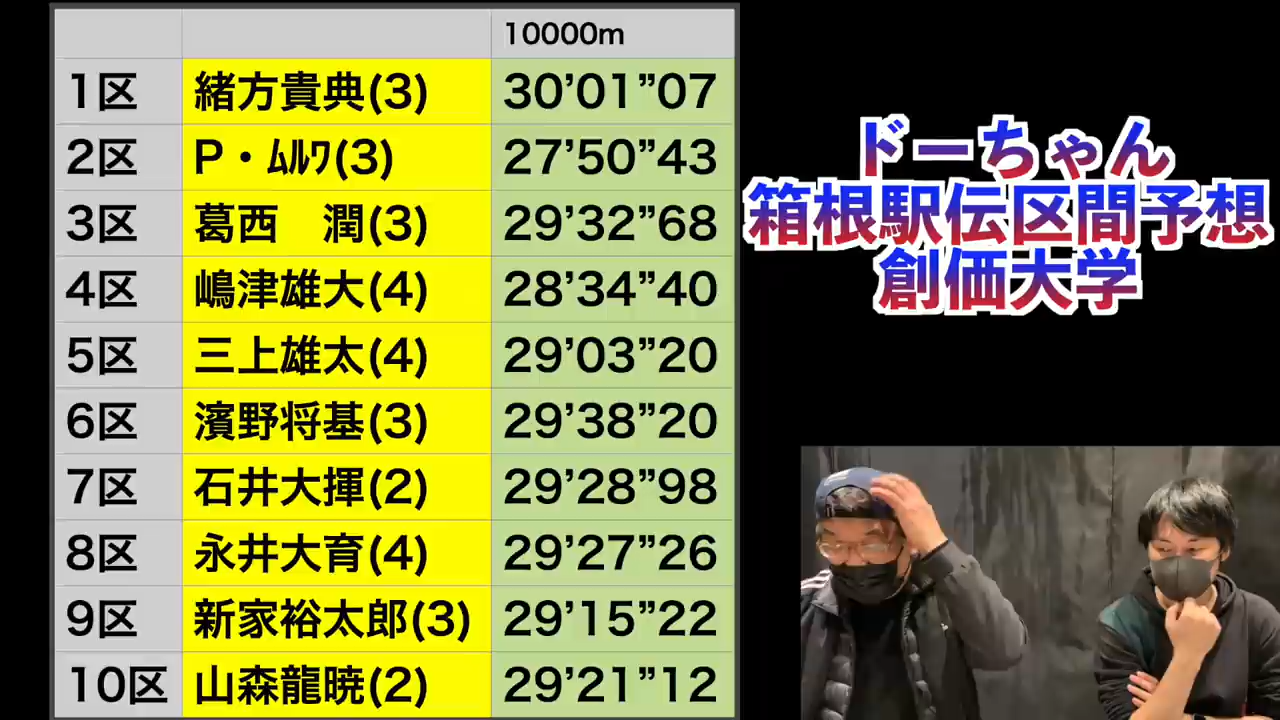 10000m
1区 緒方貴典(3) 30’01”07
2区 P・ﾑﾙﾜ(3) 27’50”43
3区 葛西　潤(3) 29’32”68
4区 嶋津雄大(4) 28’34”40
5区 三上雄太(4) 29’03”20
6区 濱野将基(3) 29’38”20
7区 石井大揮(2) 29’28”98
8区 永井大育(4) 29’27”26
9区 新家裕太郎(3) 29’15”22
10区 山森龍暁(2) 29’21”12
ドーちゃん
箱根駅伝区間予想
創価大学